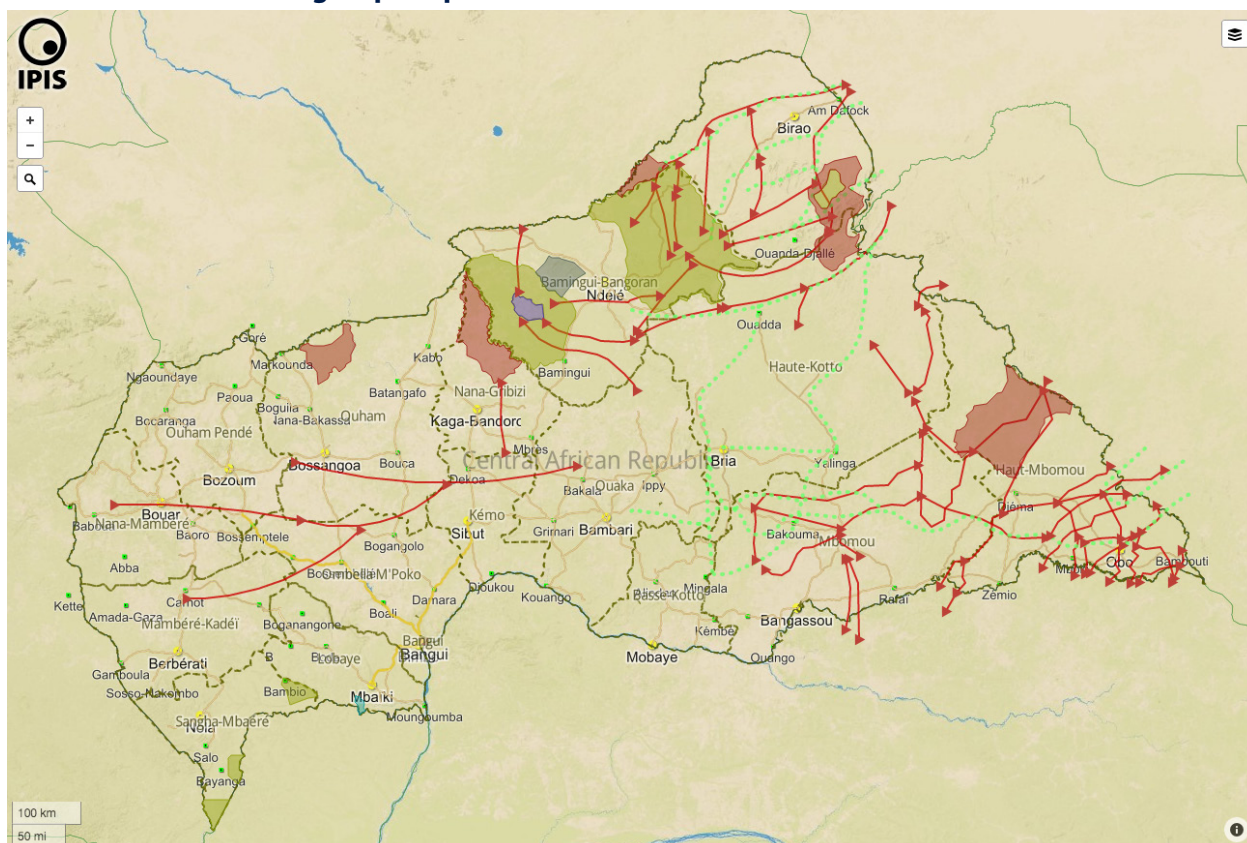 IPIS
+
−
Am Dafock
Birao
Ouanda-Djallé
Bamingui-Bangoran
Ndelé
Ouadda
Goré
Markounda
Kabo
Haute-Kotto
Ngaoundaye
Bamingui
Paoua
Batangafo
Nana-Gribizi
Boguila
Nana-Bakassa
Bocaranga
Ouham
Kaga-Bandoro
Ouham Pendé
Mbrès
Bossangoa
Bouca
Central African Republic
Bria
Yalinga
Haut-Mbomou
Bozoum
Dekoa
Bakala
Ippy
Ouaka
Djéma
Bouar
Nana-Mambéré
Baoro
Bossemptele
Kémo
Sibut
Grimari
Bambari
Bakouma
Mbomou
Bogangolo
Obo
Bambouti
Abba
Ombella M'Poko
Djoukou
Kouango
Mingala
Basse-Kotto
Rafaï
Zémio
Kette
Amada-Gaza
Carnot
Boali
Damara
Mambéré-Kadéï
Boganangone
Kembé
Bangassou
Bangui
Bangui
Lobaye
Berbérati
Mobaye
Ouango
Gamboula
Sosso-Nakombo
Bambio
Mbaïki
Moungoumba
Sangha-Mbaéré
Nola
Salo
Bayanga
100 km
50 mi